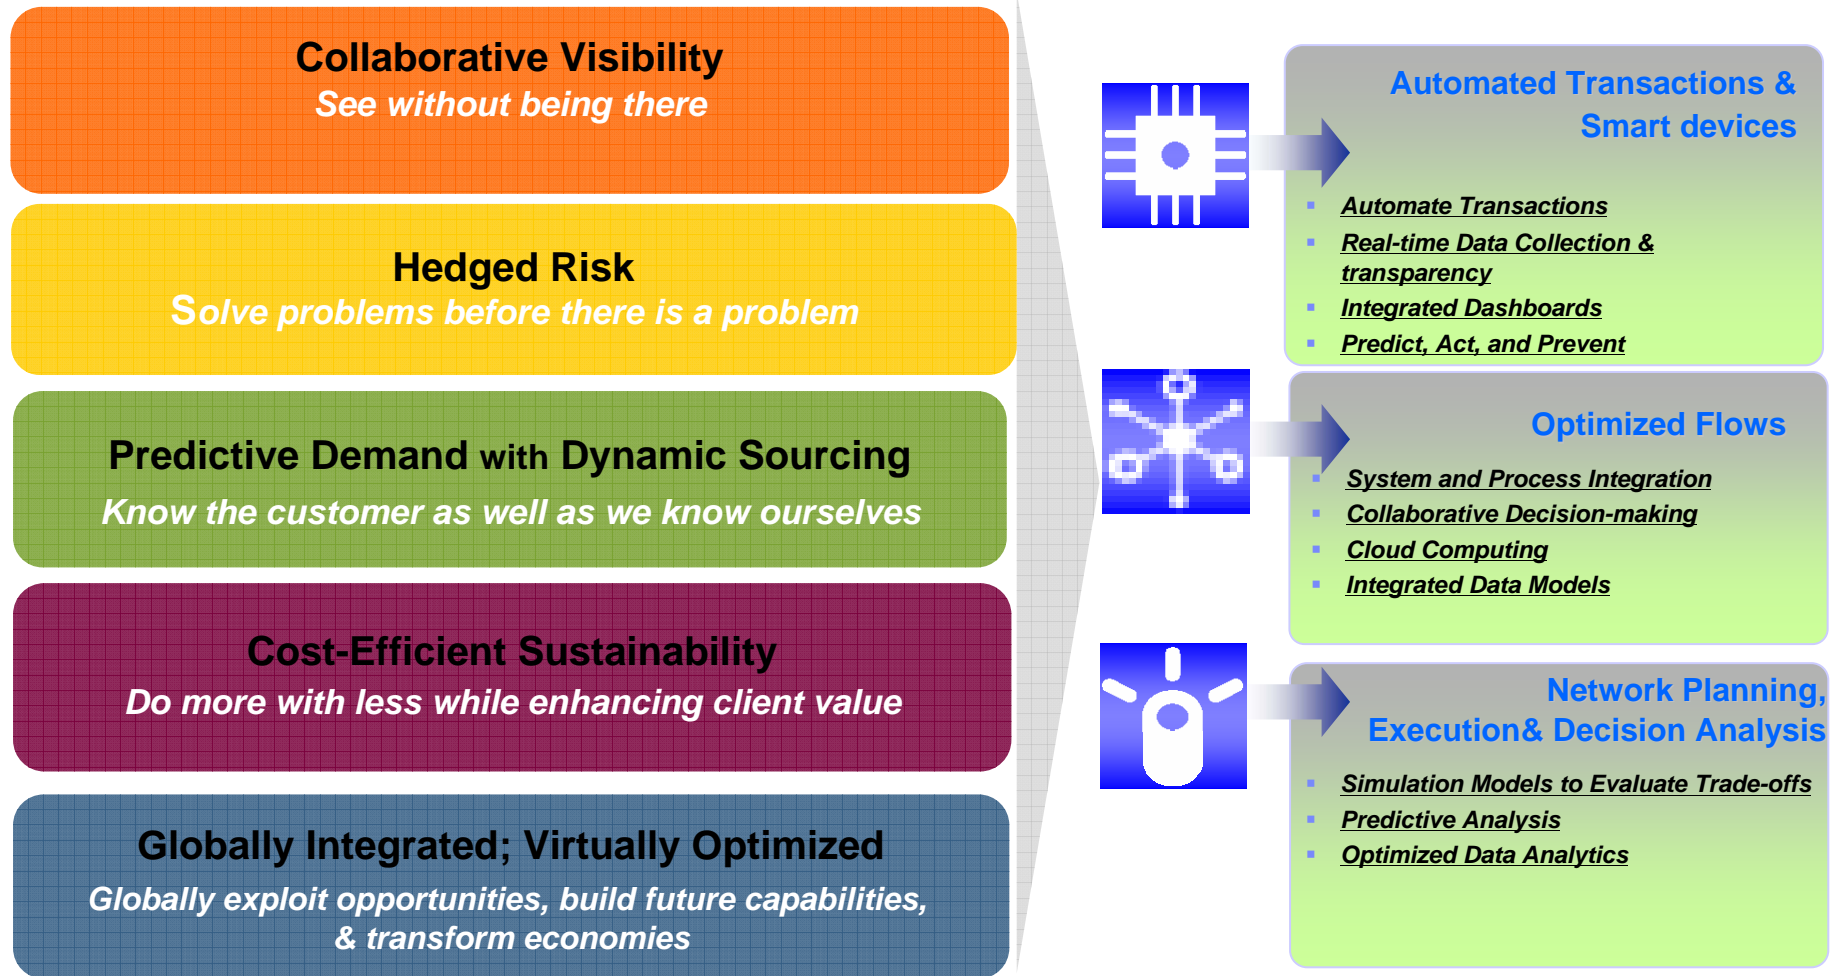 Collaborative Visibility
See without being there
Hedged Risk
Solve problems before there is a problem
Predictive Demand with Dynamic Sourcing
Know the customer as well as we know ourselves
Cost-Efficient Sustainability
Do more with less while enhancing client value
Globally Integrated; Virtually Optimized
Globally exploit opportunities, build future capabilities,
& transform economies
Automated Transactions &
Smart devices
Automate Transactions
Real-time Data Collection &
transparency
Integrated Dashboards
Predict, Act, and Prevent
Optimized Flows
System and Process Integration
Collaborative Decision-making
Cloud Computing
Integrated Data Models
Network Planning,
Execution& Decision Analysis
Simulation Models to Evaluate Trade-offs
Predictive Analysis
Optimized Data Analytics